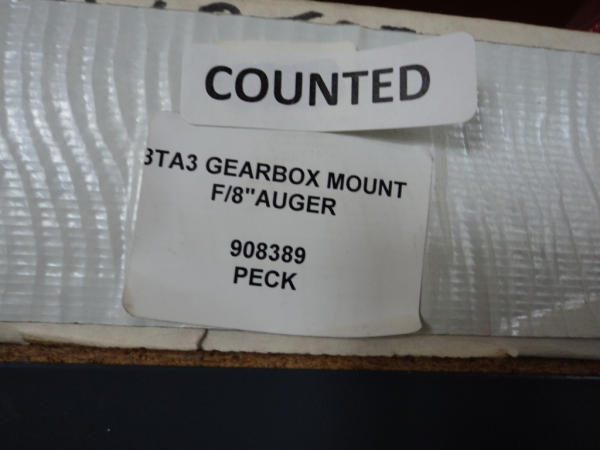 COUNTED
3TA3 GEARBOX MOUNT
F/8"AUGER
908389
PECK